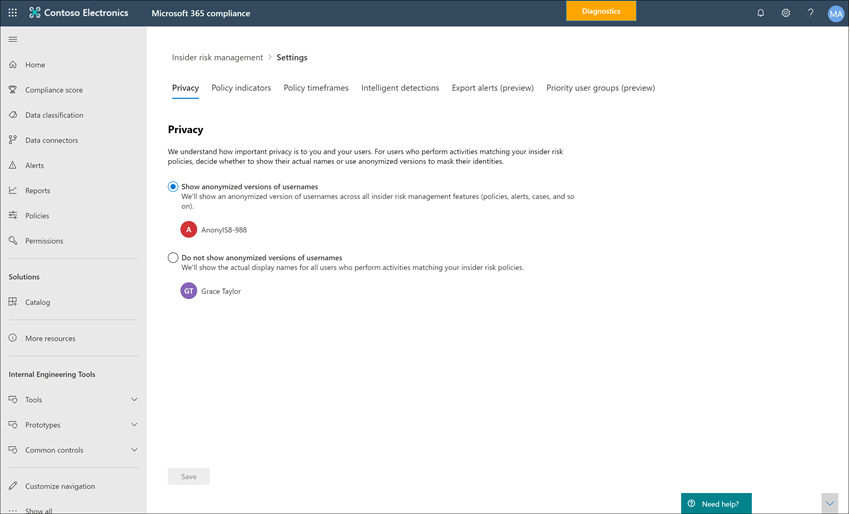 Contoso Electronics
Microsoft 365 compliance
Diagnostics
?
MA
Home
Compliance score
Data classification
Data connectors
Alerts
Reports
Policies
Permissions
Solutions
Catalog
More resources
Internal Engineering Tools
Tools
Prototypes
Common controls
Customize navigation
Show all
Insider risk management > Settings
Privacy Policy indicators Policy timeframes Intelligent detections Export alerts (preview) Priority user groups (preview)
Privacy
We understand how important privacy is to you and your users. For users who perform activities matching your insider risk
policies, decide whether to show their actual names or use anonymized versions to mask their identities.
Show anonymized versions of usernames
We'll show an anonymized version of usernames across all insider risk management features (policies, alerts, cases, and so
on).
A AnonyIS8-988
Do not show anonymized versions of usernames
We'll show the actual display names for all users who perform activities matching your insider risk policies.
GT Grace Taylor
Save
Need help?